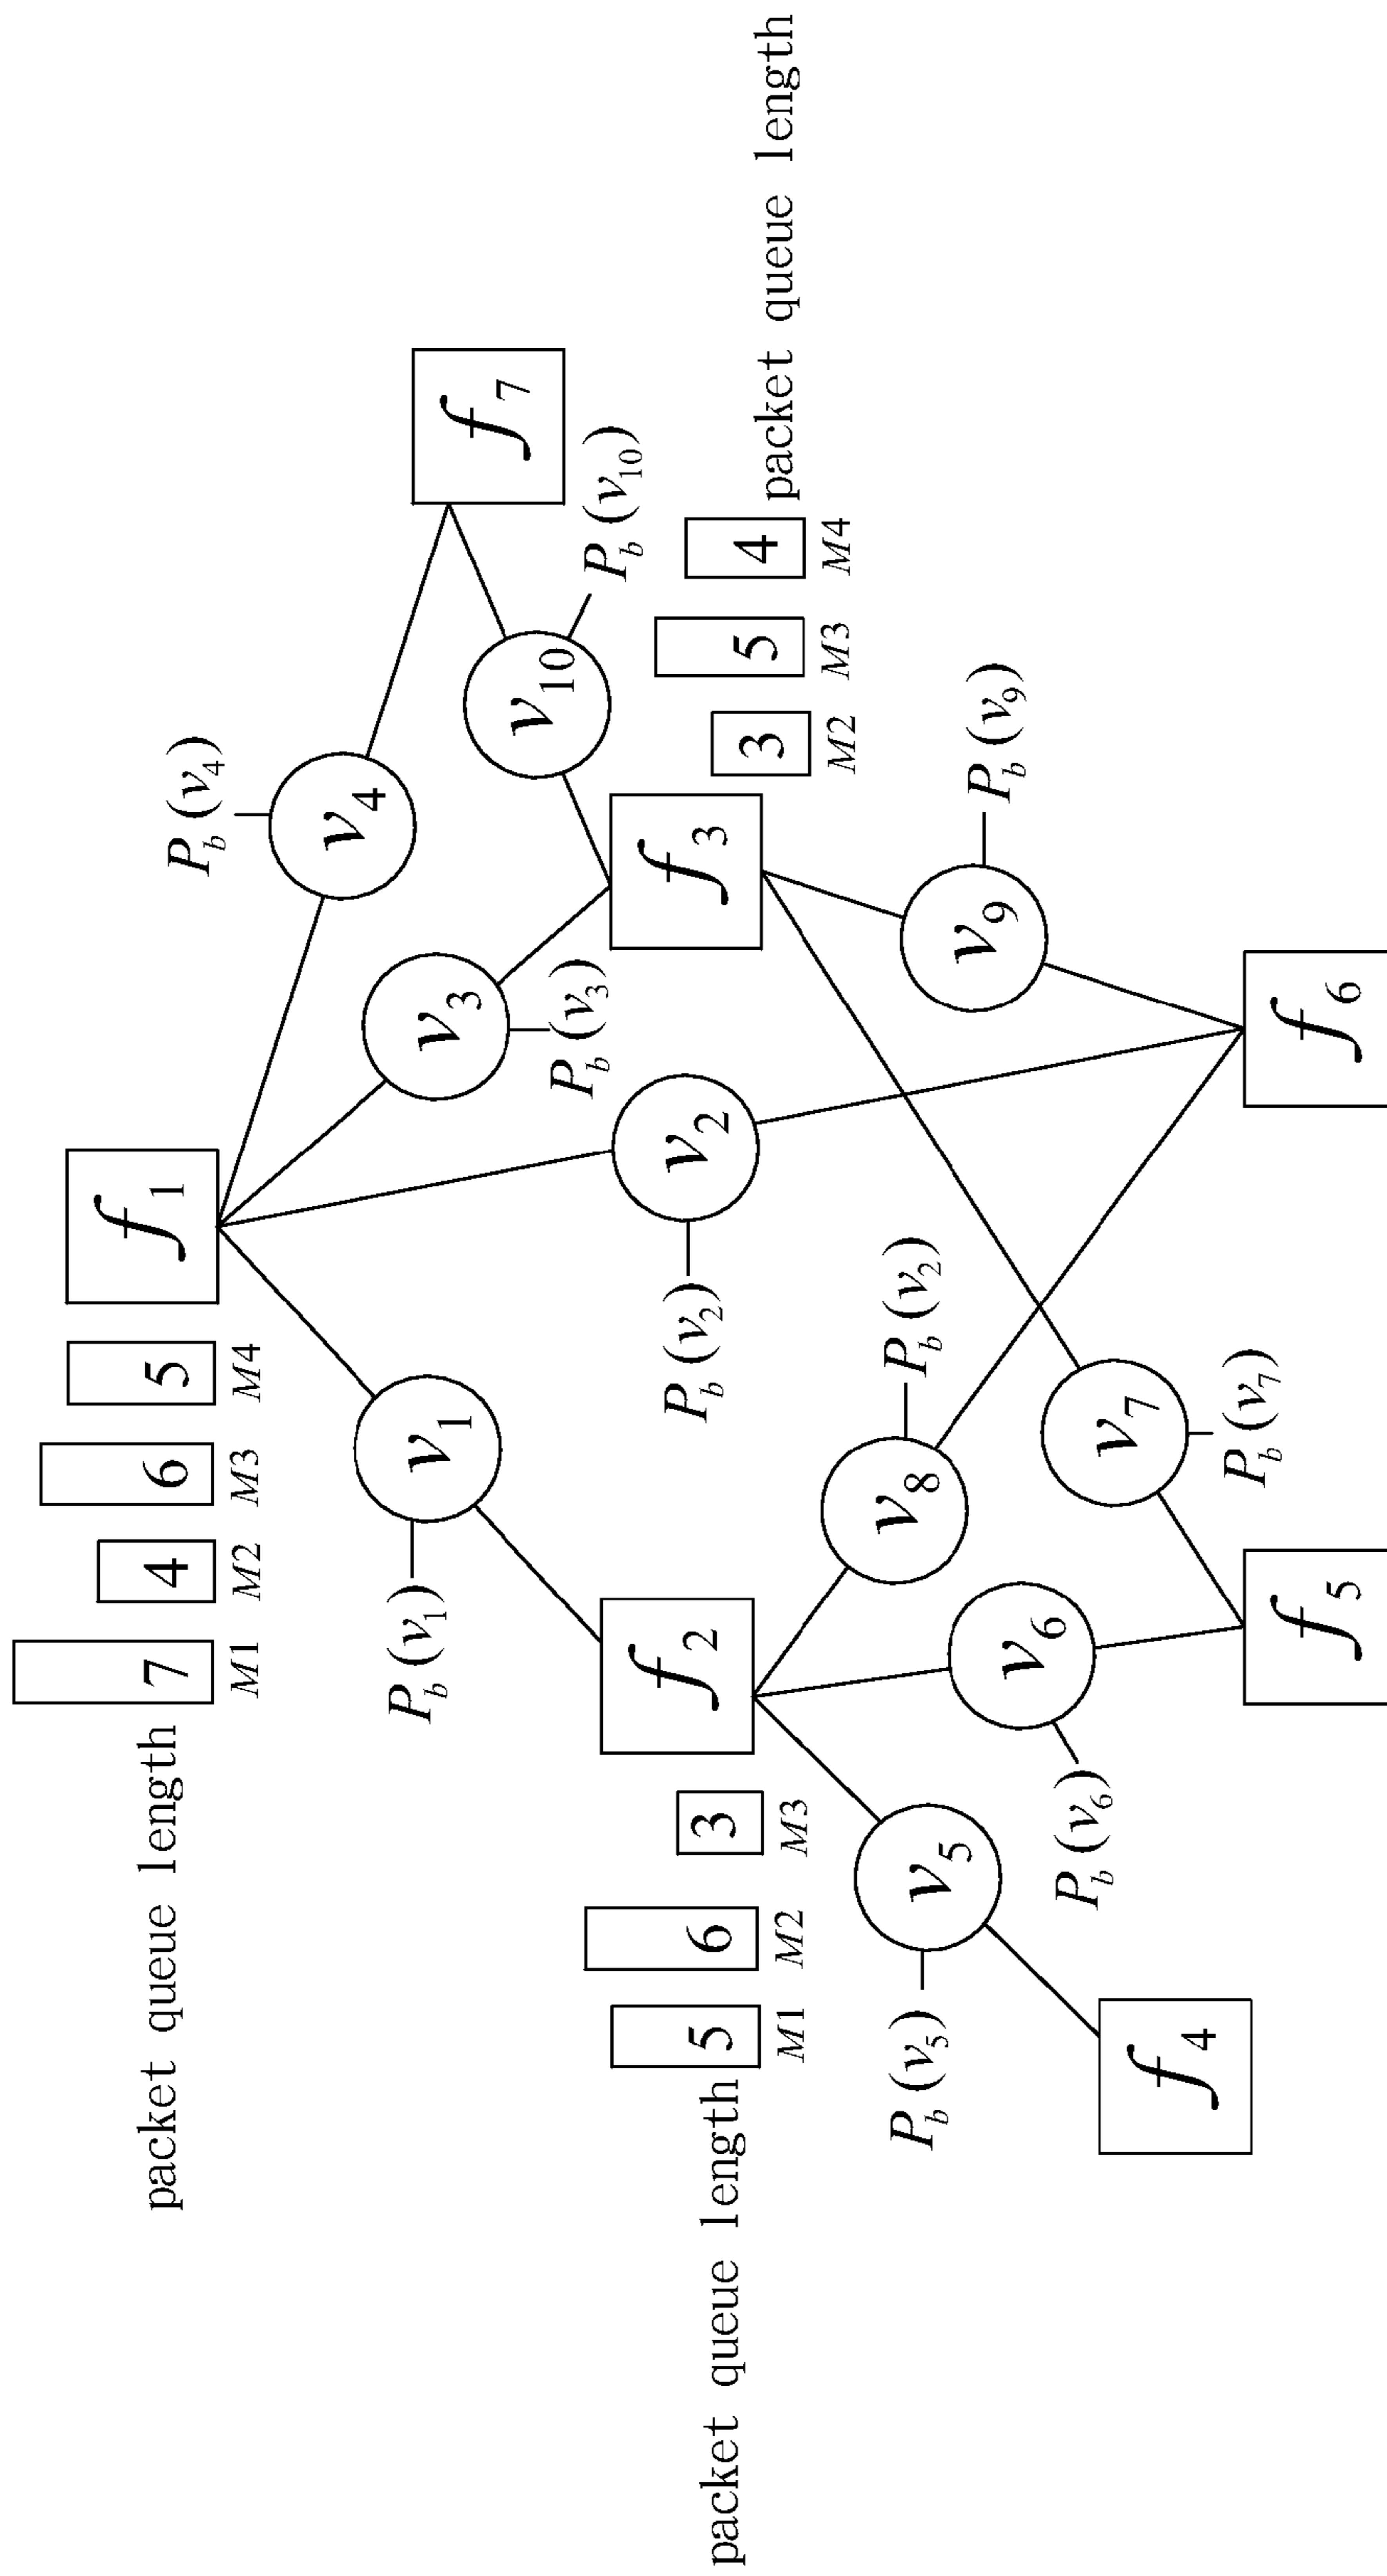 packet queue length
7
4
6
5
M1
M2
M3
M4
f1
Pb(v4)
v4
v3
Pb(v3)
v1
Pb(v1)
f7
v10
Pb(v10)
v2
Pb(v2)
packet queue length
5
6
3
M1
M2
M3
f2
f3
3
5
4
M2
M3
M4
packet queue length
v8
Pb(v2)
v5
Pb(v5)
v9
Pb(v9)
v6
Pb(v6)
v7
Pb(v7)
f4
f5
f6